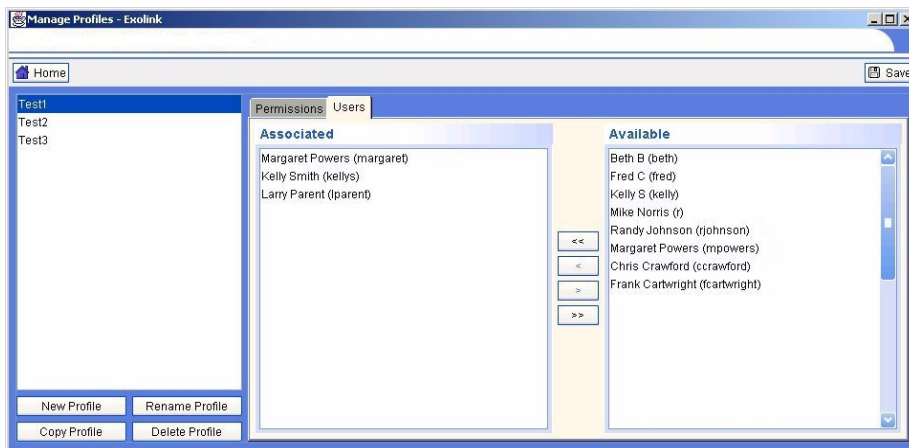 Manage Profiles - Exolink
Home
Save
Test1
Test2
Test3
New Profile
Rename Profile
Copy Profile
Delete Profile
Permissions
Users
Associated
Margaret Powers (margaret)
Kelly Smith (kellys)
Larry Parent (lparent)
<<
<
>
>>
Available
Beth B (beth)
Fred C (fred)
Kelly S (kelly)
Mike Norris (r)
Randy Johnson (rjohnson)
Margaret Powers (mpowers)
Chris Crawford (ccrawford)
Frank Cartwright (fcartwright)